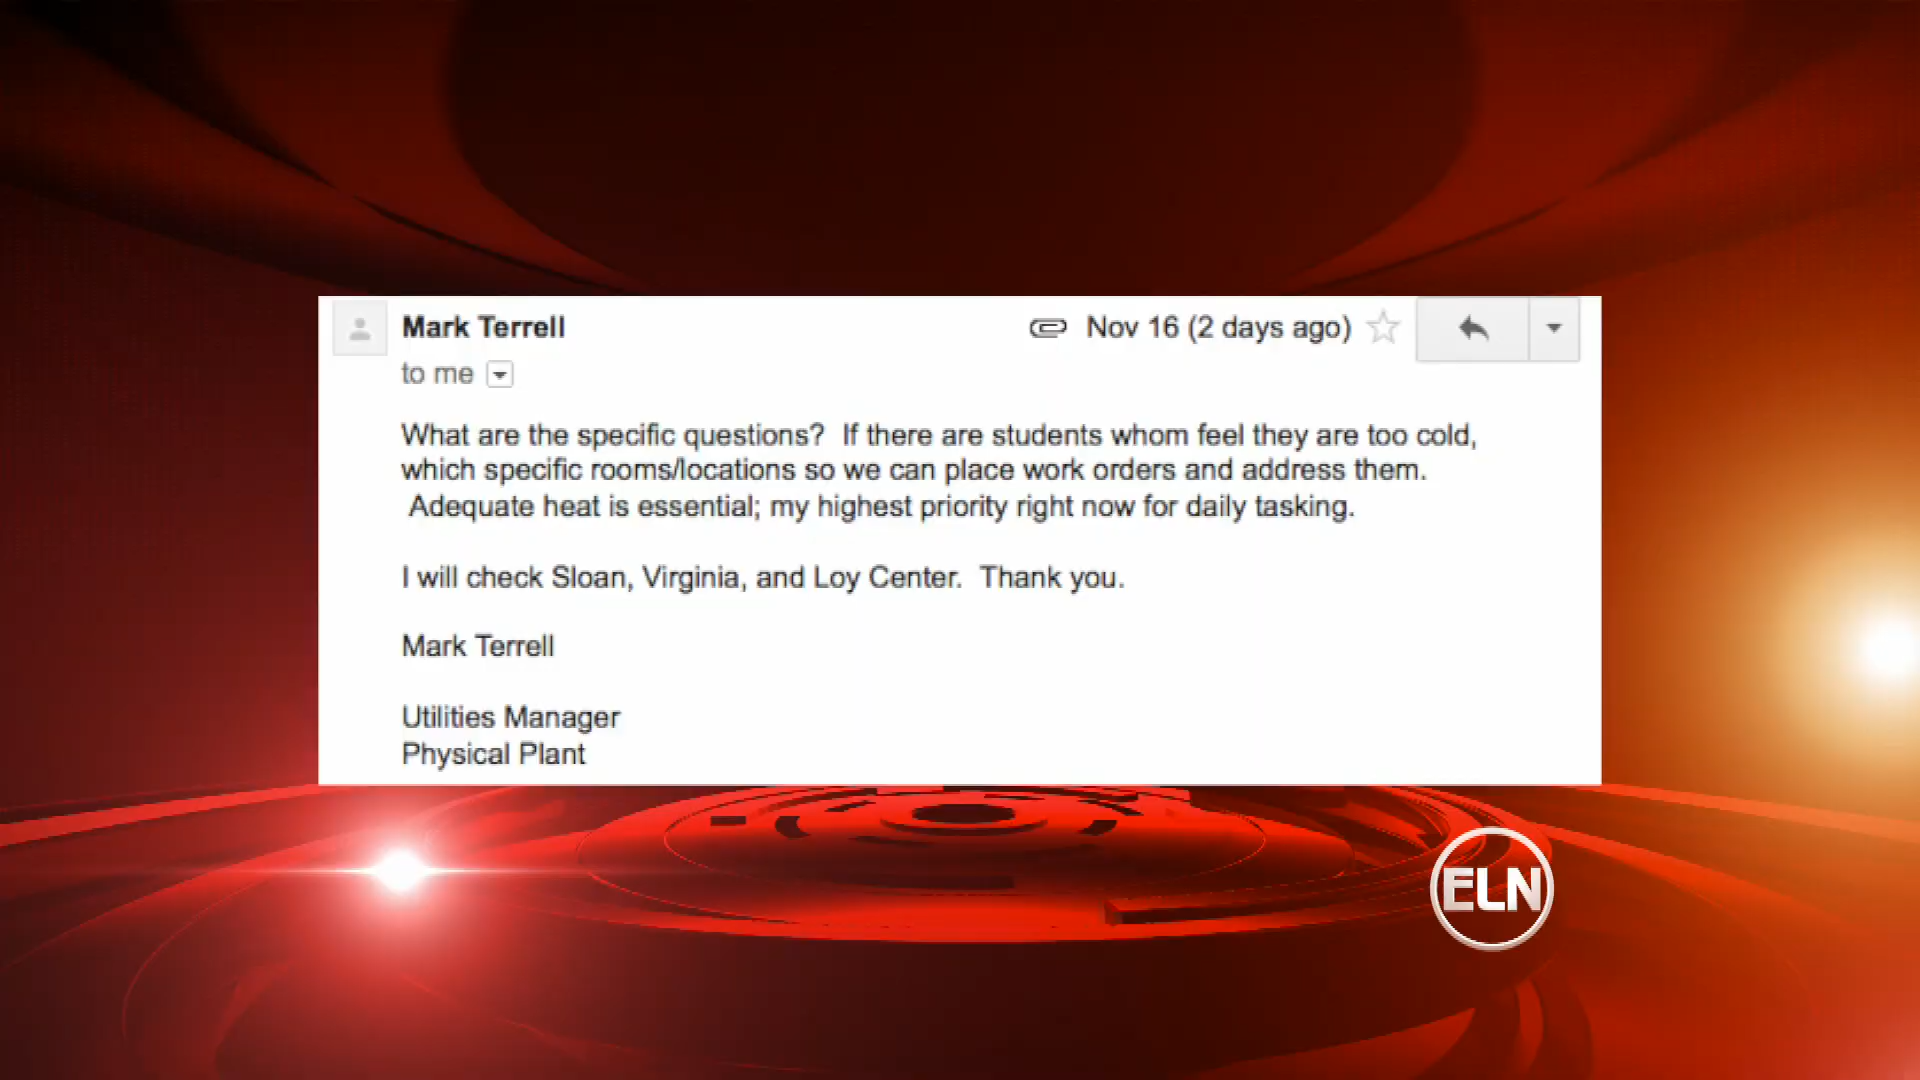 Mark Terrell
Nov 16 (2 days ago)
to me
What are the specific questions?  If there are students whom feel they are too cold,
which specific rooms/locations so we can place work orders and address them.
Adequate heat is essential; my highest priority right now for daily tasking.
I will check Sloan, Virginia, and Loy Center.  Thank you.
Mark Terrell
Utilities Manager
Physical Plant
ELN